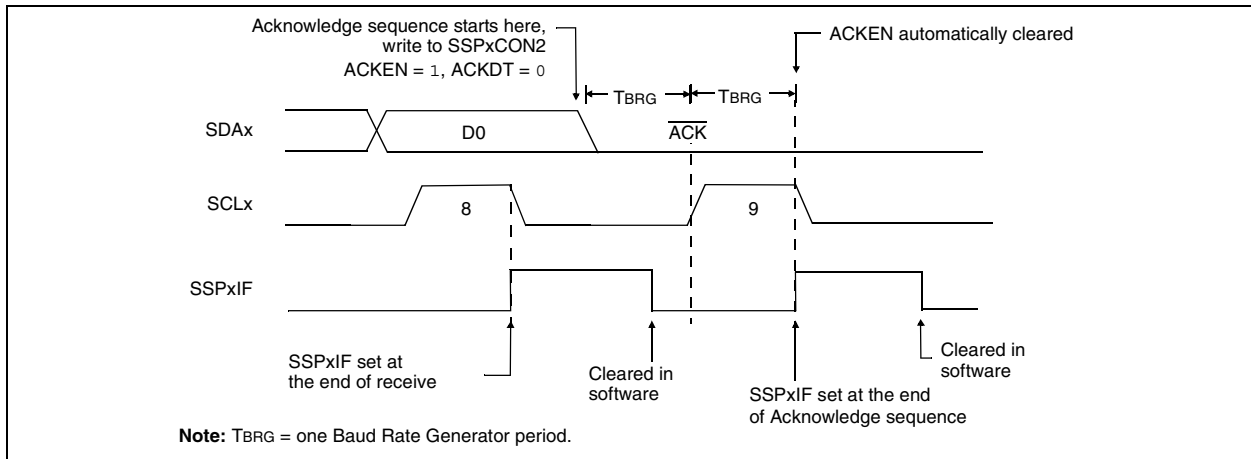 Acknowledge sequence starts here,
write to SSPxCON2
ACKEN = 1, ACKDT = 0
ACKEN automatically cleared
TBRG
TBRG
SDAx
D0
ACK
SCLx
8
9
SSPxIF
SSPxIF set at
the end of receive
Cleared in
software
SSPxIF set at the end
of Acknowledge sequence
Cleared in
software
Note: TBRG = one Baud Rate Generator period.